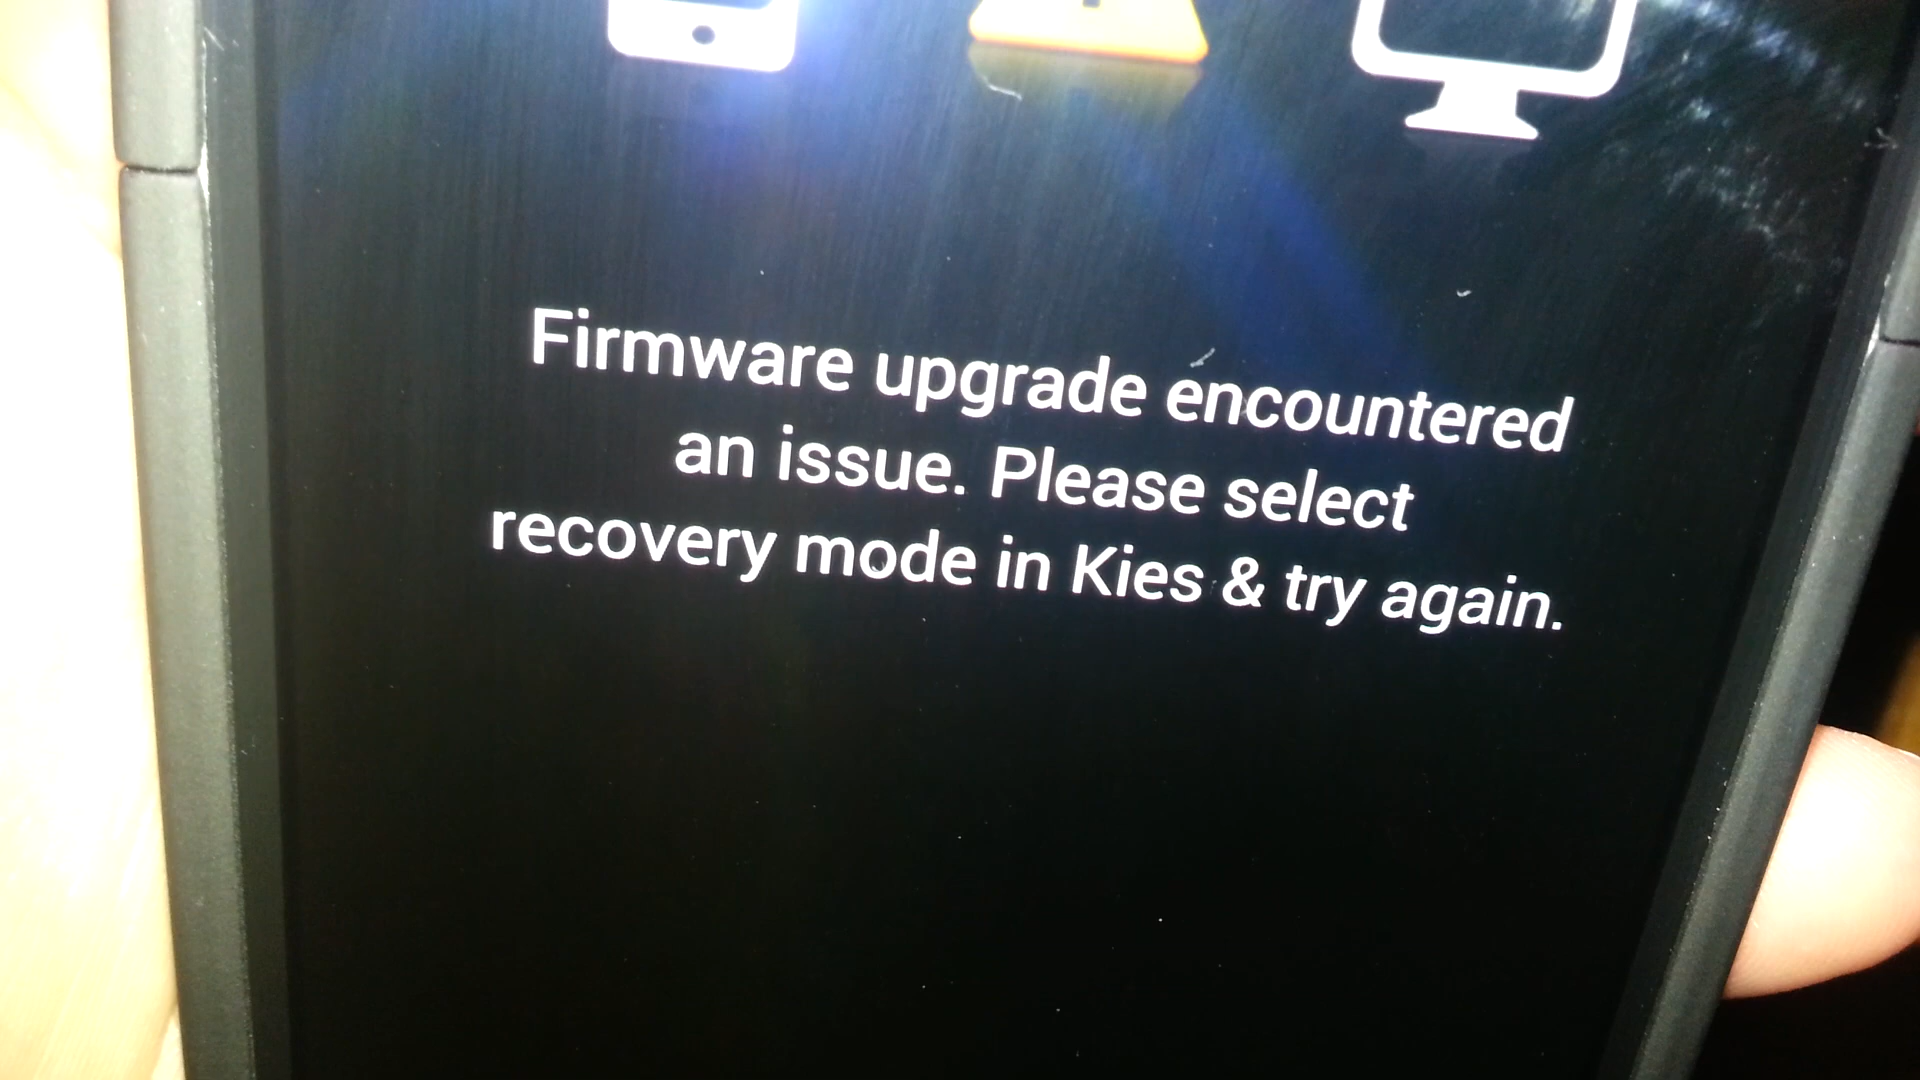 Firmware upgrade encountered
an issue. Please select
recovery mode in Kies & try again.